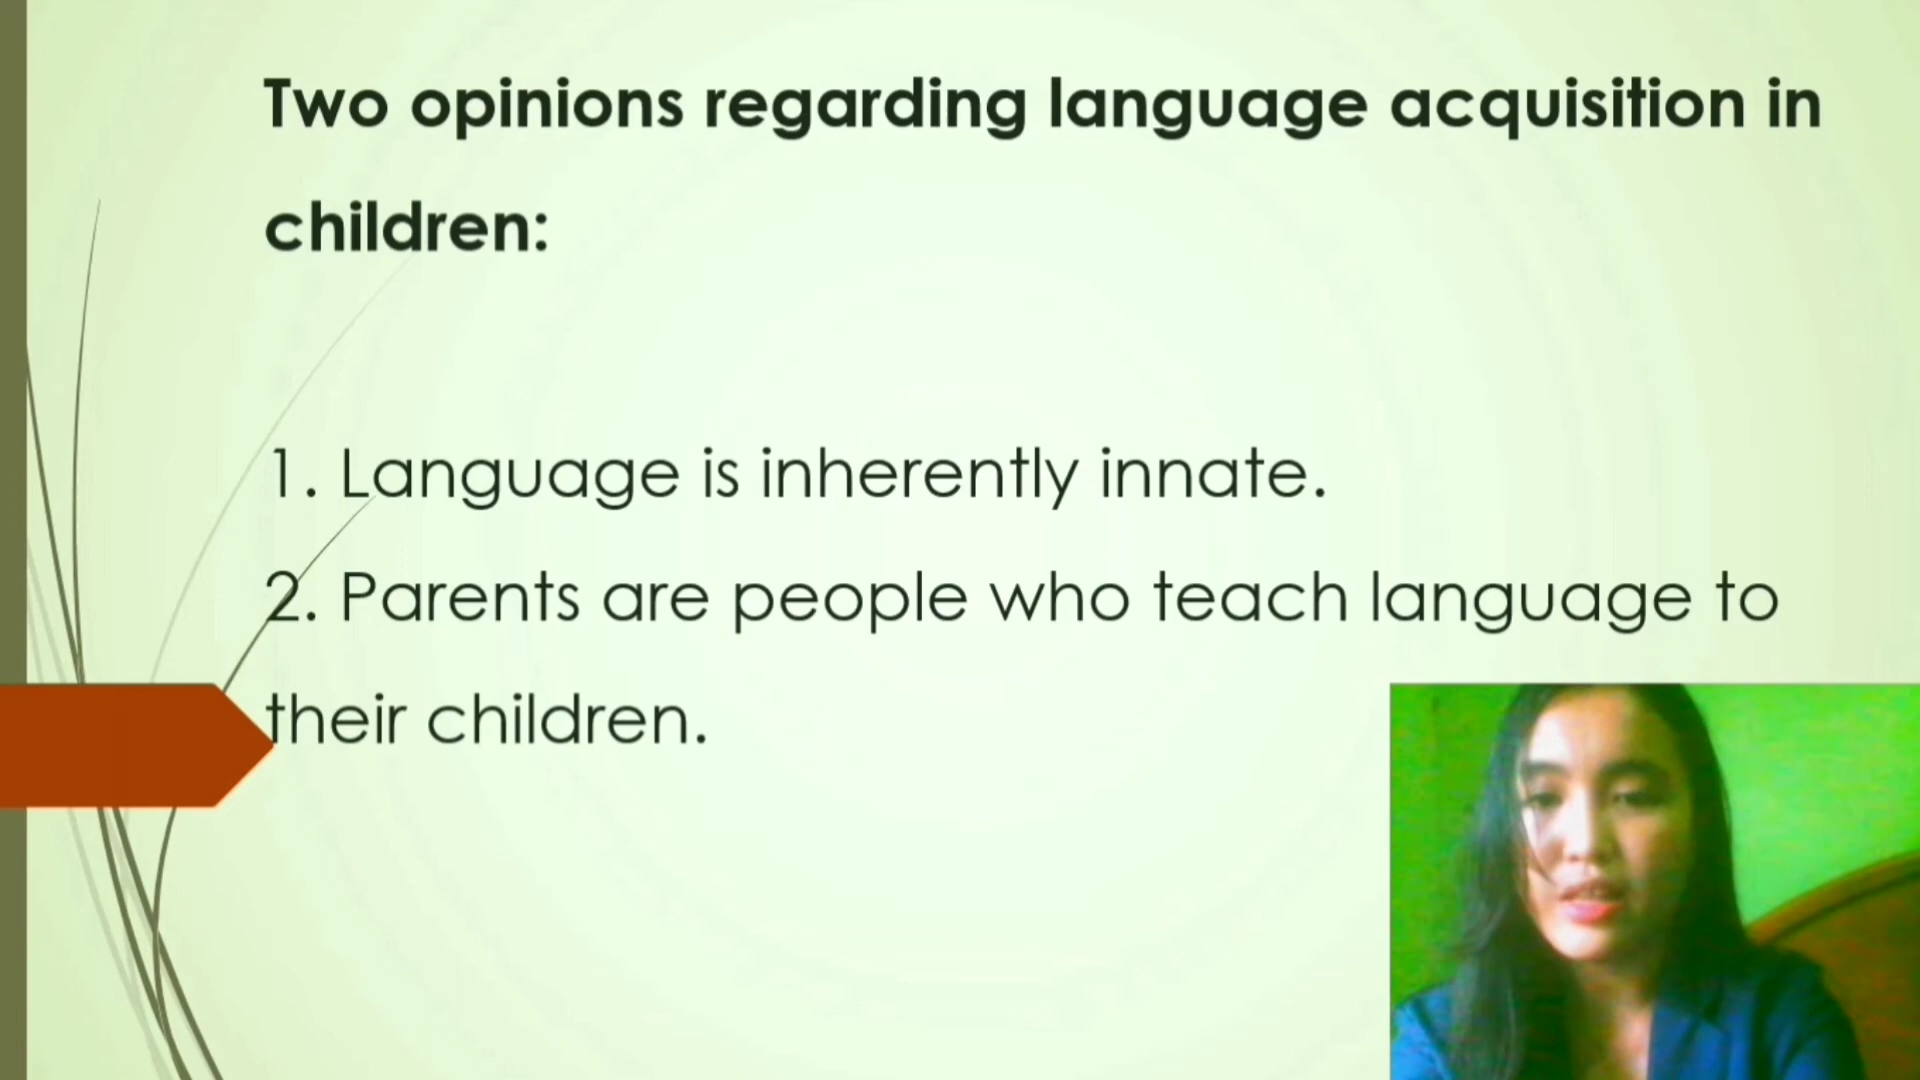 Two opinions regarding language acquisition in
children:
1. Language is inherently innate.
2. Parents are people who teach language to
their children.